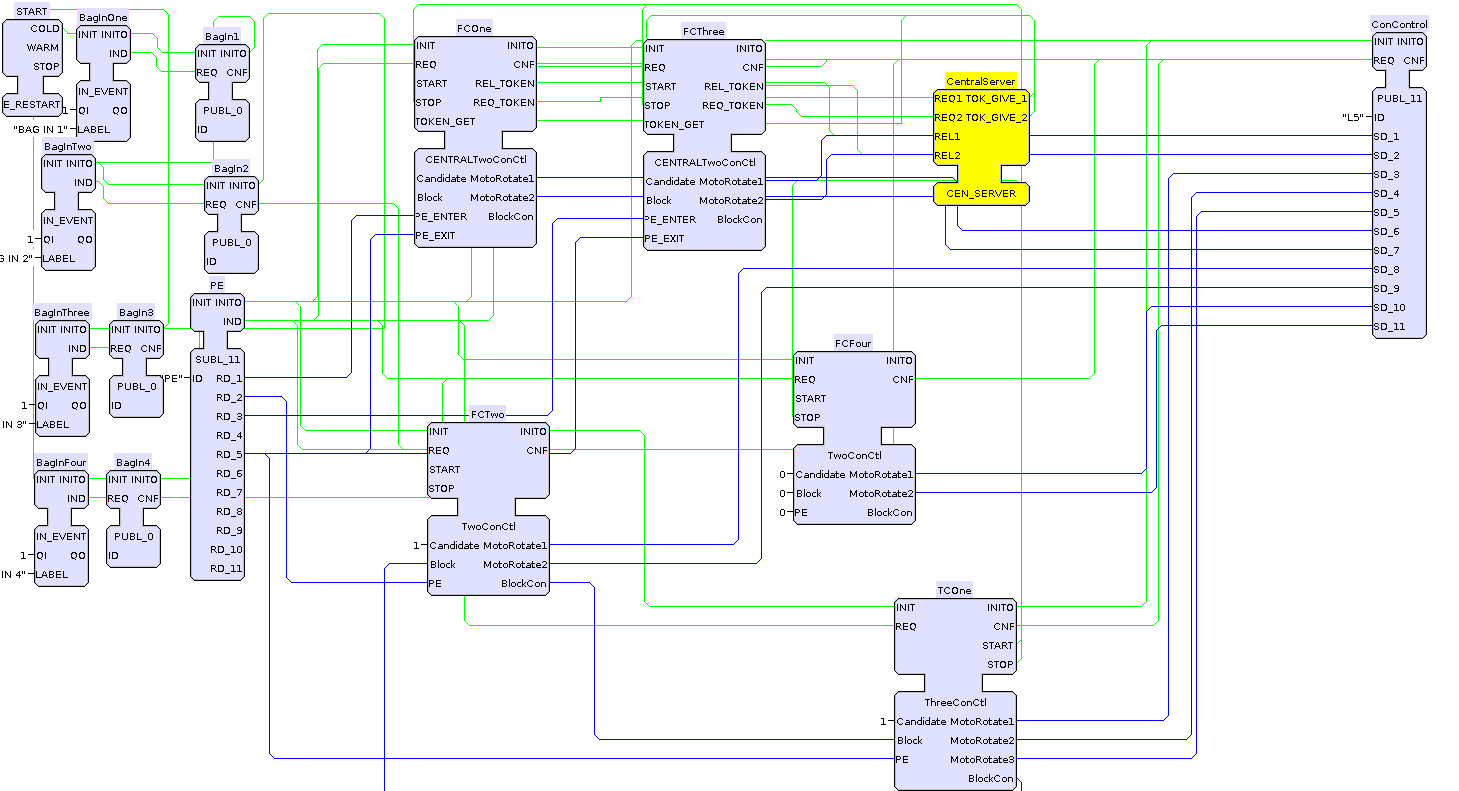 START
COLD
WARM
STOP
E_RESTART
BagInOne
INIT INITO
IND
IN_EVENT
1 QI QO
"BAG IN 1" LABEL
BagIn1
INIT INITO
REQ CNF
PUBL_0
ID
BagInTwo
INIT INITO
IND
IN_EVENT
1 QI QO
G IN 2" LABEL
BagIn2
INIT INITO
REQ CNF
PUBL_0
ID
BagInThree
INIT INITO
IND
IN_EVENT
1 QI QO
IN 3" LABEL
BagIn3
INIT INITO
REQ CNF
PUBL_0
ID
BagInFour
INIT INITO
IND
IN_EVENT
1 QI QO
IN 4" LABEL
BagIn4
INIT INITO
REQ CNF
PUBL_0
ID
PE
INIT INITO
IND
SUBL_11
"PE" ID RD_1
RD_2
RD_3
RD_4
RD_5
RD_6
RD_7
RD_8
RD_9
RD_10
RD_11
FCOne
INIT INITO
REQ CNF
START REL_TOKEN
STOP REQ_TOKEN
TOKEN_GET
CENTRALTwoConCtl
Candidate MotoRotate1
Block MotoRotate2
PE_ENTER BlockCon
PE_EXIT
FCThree
INIT INITO
REQ CNF
START REL_TOKEN
STOP REQ_TOKEN
TOKEN_GET
CENTRALTwoConCtl
Candidate MotoRotate1
Block MotoRotate2
PE_ENTER BlockCon
PE_EXIT
CentralServer
REQ1 TOK_GIVE_1
REQ2 TOK_GIVE_2
REL1
REL2
CEN_SERVER
FCTwo
INIT INITO
REQ CNF
START
STOP
TwoConCtl
1 Candidate MotoRotate1
Block MotoRotate2
PE BlockCon
FCFour
INIT INITO
REQ CNF
START
STOP
TwoConCtl
0 Candidate MotoRotate1
0 Block MotoRotate2
0 PE BlockCon
TCOne
INIT INITO
REQ CNF
START
STOP
ThreeConCtl
1 Candidate MotoRotate1
Block MotoRotate2
PE MotoRotate3
BlockCon
ConControl
INIT INITO
REQ CNF
PUBL_11
"L5" ID
SD_1
SD_2
SD_3
SD_4
SD_5
SD_6
SD_7
SD_8
SD_9
SD_10
SD_11